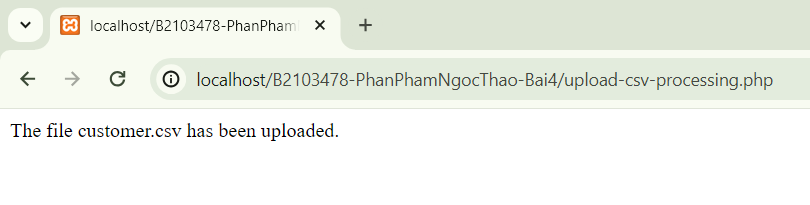 localhost/B2103478-PhanPham
localhost/B2103478-PhanPhamNgocThao-Bai4/upload-csv-processing.php
The file customer.csv has been uploaded.